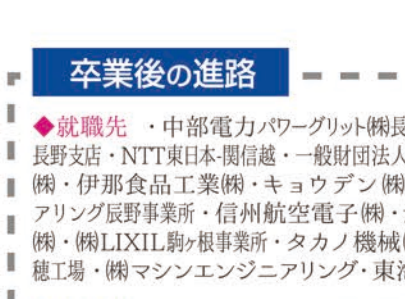 卒業後の進路
◆就職先 ・中部電力パワーグリット㈱長
長野支店・NTT東日本-関信越・一般財団法人
㈱・伊那食品工業㈱・キョウデン㈱
アリング辰野事業所・信州航空電子㈱・
㈱・㈱LIXIL駒ヶ根事業所・タカノ機械
穂工場・㈱マシンエンジニアリング・東